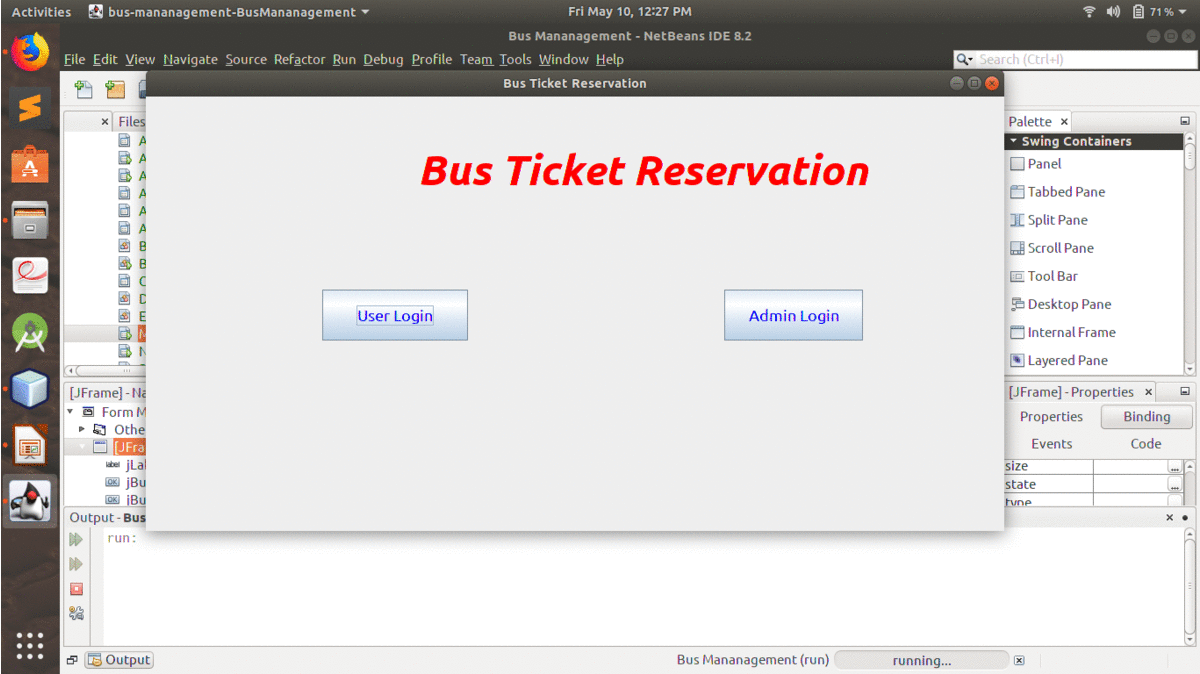 Activities
bus-mananagement-BusMananagement
Fri May 10, 12:27 PM
71 %
Bus Mananagement - NetBeans IDE 8.2
File Edit View Navigate Source Refactor Run Debug Profile Team Tools Window Help
Search (Ctrl+I)
Bus Ticket Reservation
Files
Palette
Swing Containers
Panel
Tabbed Pane
Split Pane
Scroll Pane
Tool Bar
Desktop Pane
Internal Frame
Layered Pane
Bus Ticket Reservation
User Login
Admin Login
[JFrame] - Na
Form M
Othe
[JFra
jLal
jBu
jBu
[JFrame] - Properties
Properties
Binding
Events
Code
size
state
type
Output - Bus
run:
Output
Bus Mananagement (run)
running...